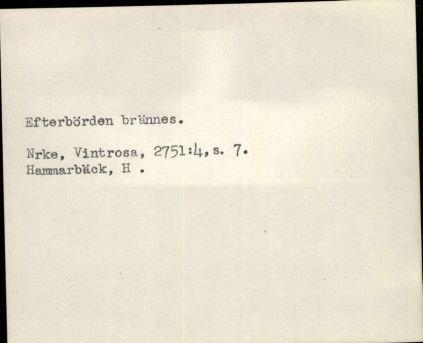 Efterbörden brännes.
Nrke, Vintrosa, 2751:4, s. 7.
Hammarbäck, H .